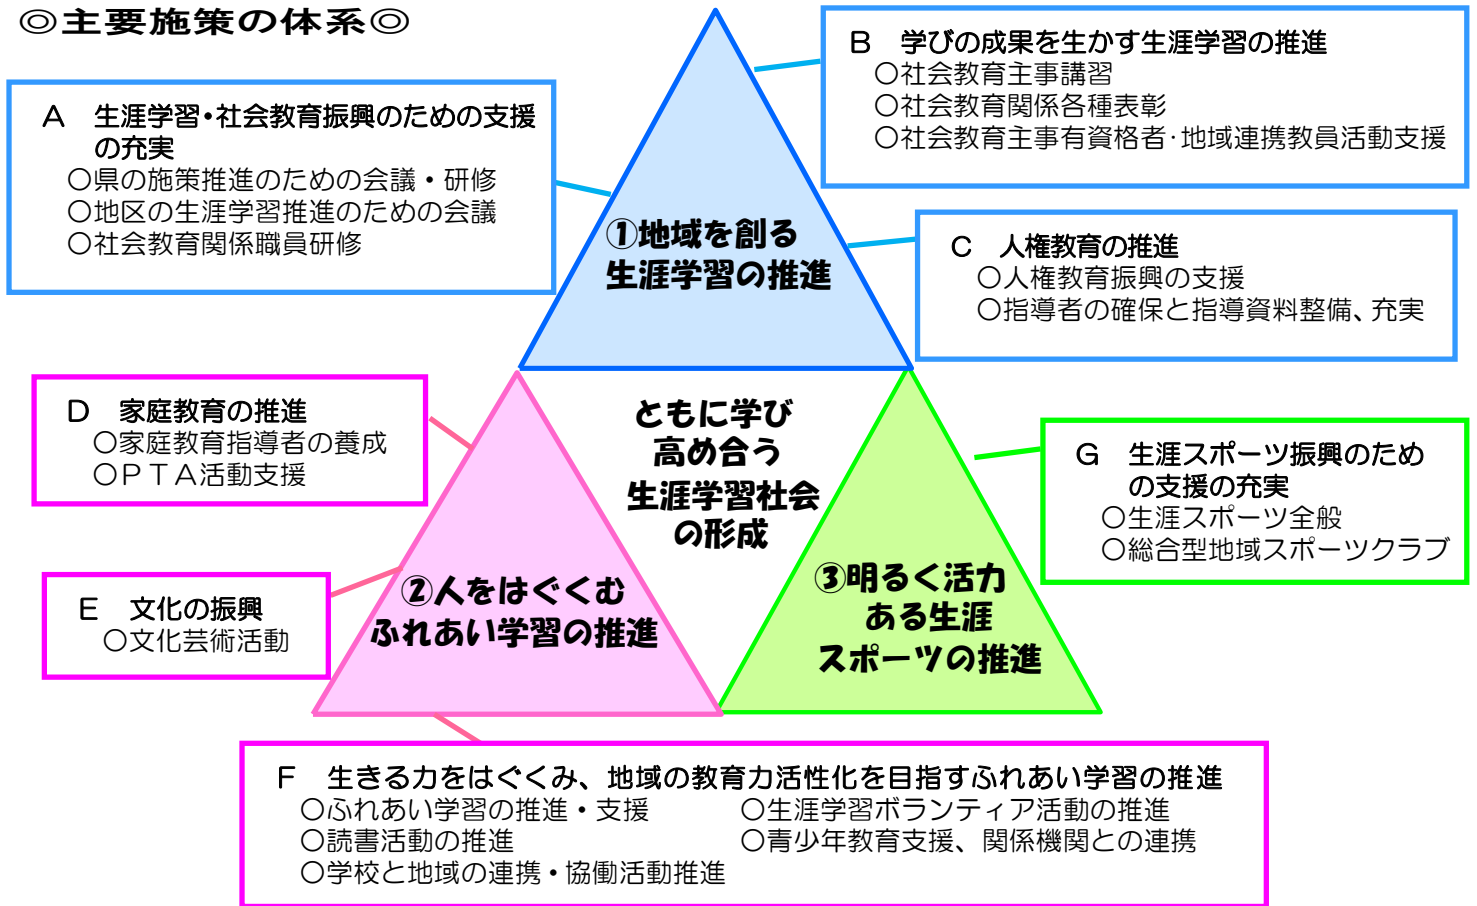 ◎主要施策の体系◎
A 生涯学習・社会教育振興のための支援
の充実
〇県の施策推進のための会議・研修
〇地区の生涯学習推進のための会議
〇社会教育関係職員研修
B 学びの成果を生かす生涯学習の推進
〇社会教育主事講習
〇社会教育関係各種表彰
〇社会教育主事有資格者・地域連携教員活動支援
C 人権教育の推進
〇人権教育振興の支援
〇指導者の確保と指導資料整備、充実
①地域を創る
生涯学習の推進
D 家庭教育の推進
〇家庭教育指導者の養成
〇PTA活動支援
ともに学び
高め合う
生涯学習社会
の形成
G 生涯スポーツ振興のため
の支援の充実
〇生涯スポーツ全般
〇総合型地域スポーツクラブ
E 文化の振興
〇文化芸術活動
②人をはぐくむ
ふれあい学習の推進
③明るく活力
ある生涯
スポーツの推進
F 生きる力をはぐくみ、地域の教育力活性化を目指すふれあい学習の推進
〇ふれあい学習の推進・支援
〇読書活動の推進
〇学校と地域の連携・協働活動推進
〇生涯学習ボランティア活動の推進
〇青少年教育支援、関係機関との連携